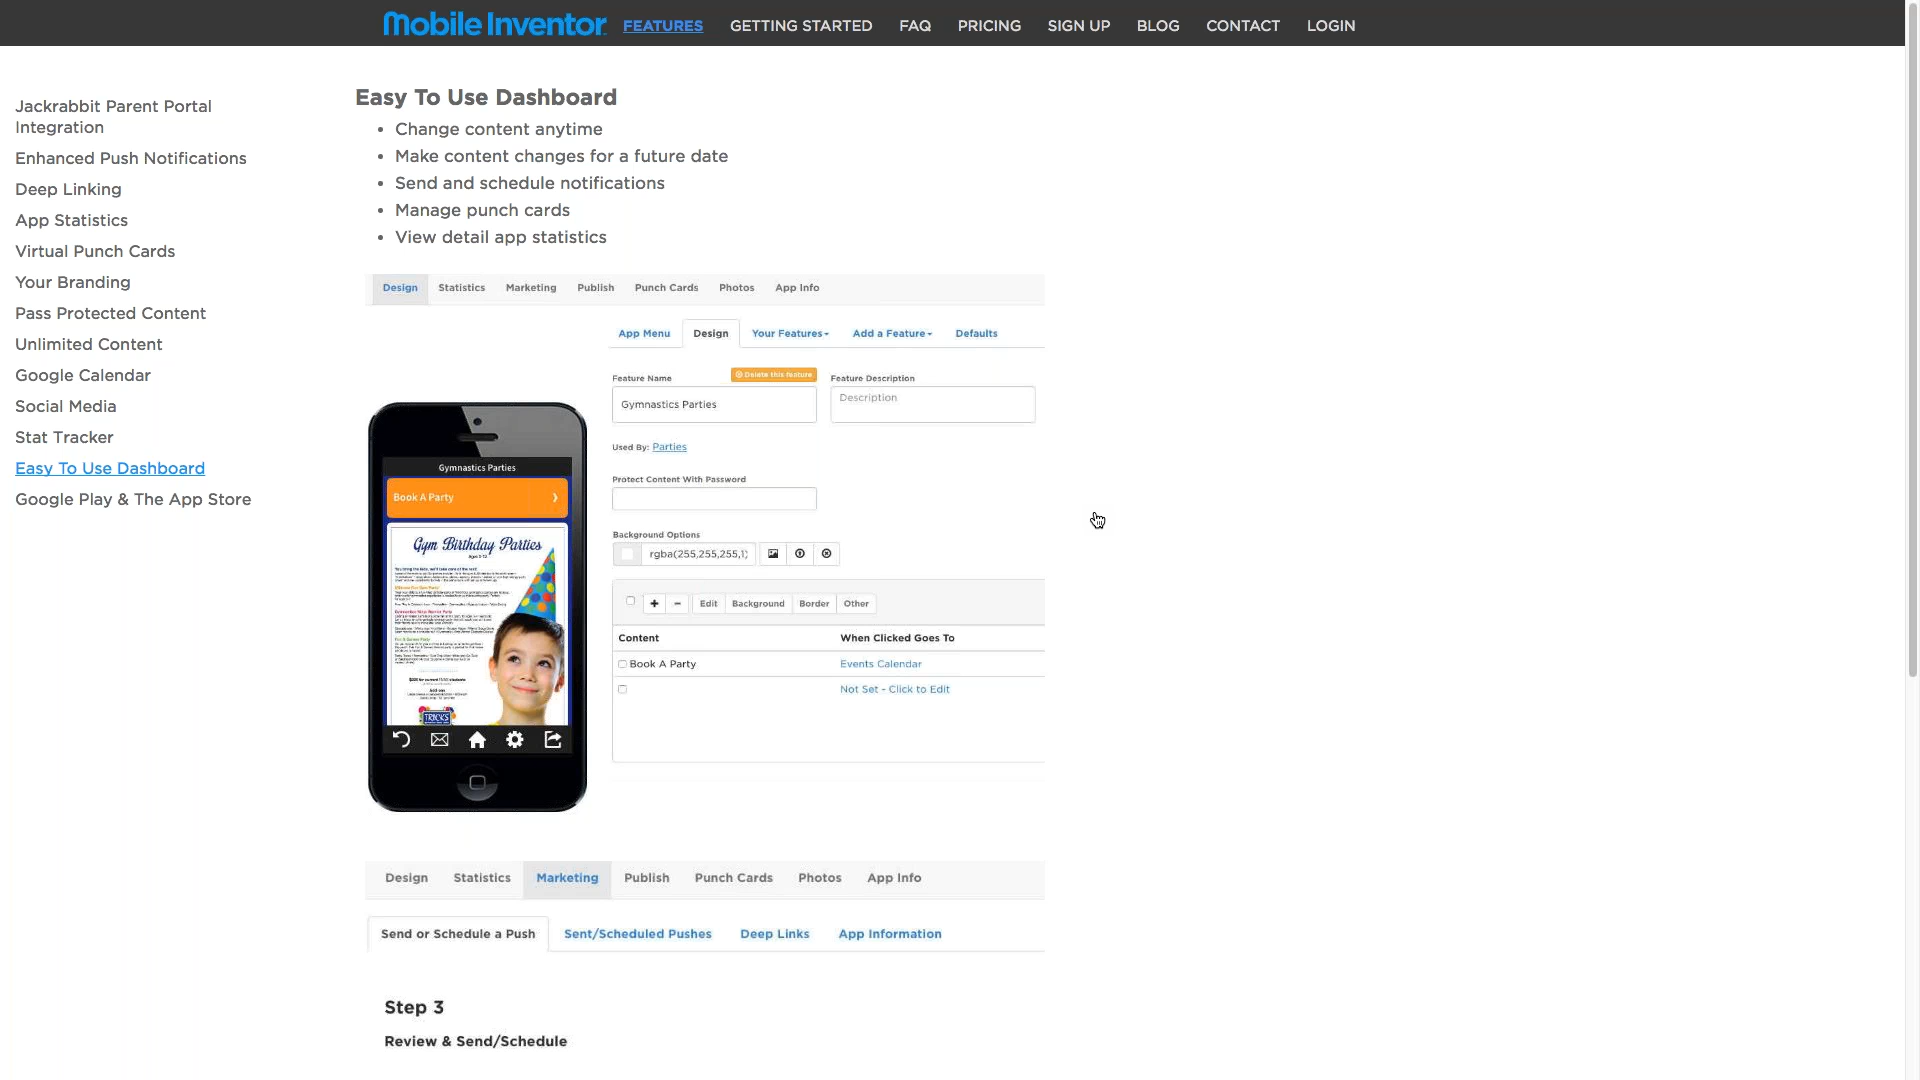 Mobile Inventor
FEATURES
GETTING STARTED
FAQ
PRICING
SIGN UP
BLOG
CONTACT
LOGIN
Jackrabbit Parent Portal
Integration
Enhanced Push Notifications
Deep Linking
App Statistics
Virtual Punch Cards
Your Branding
Pass Protected Content
Unlimited Content
Google Calendar
Social Media
Stat Tracker
Easy To Use Dashboard
Google Play & The App Store
Easy To Use Dashboard
• Change content anytime
• Make content changes for a future date
• Send and schedule notifications
• Manage punch cards
• View detail app statistics
Design Statistics Marketing Publish Punch Cards Photos App Info
App Menu Design Your Features Add a Feature Defaults
Feature Name
Delete this feature
Feature Description
Gymnastics Parties
Description
Used By: Parties
Protect Content With Password
Background Options
rgba(255,255,255,1)
Edit Background Border Other
Content When Clicked Goes To
Book A Party Events Calendar
Not Set - Click to Edit
Gymnastics Parties
Book A Party
Gym Birthday Parties
TRICKS
Design Statistics Marketing Publish Punch Cards Photos App Info
Send or Schedule a Push Sent/Scheduled Pushes Deep Links App Information
Step 3
Review & Send/Schedule